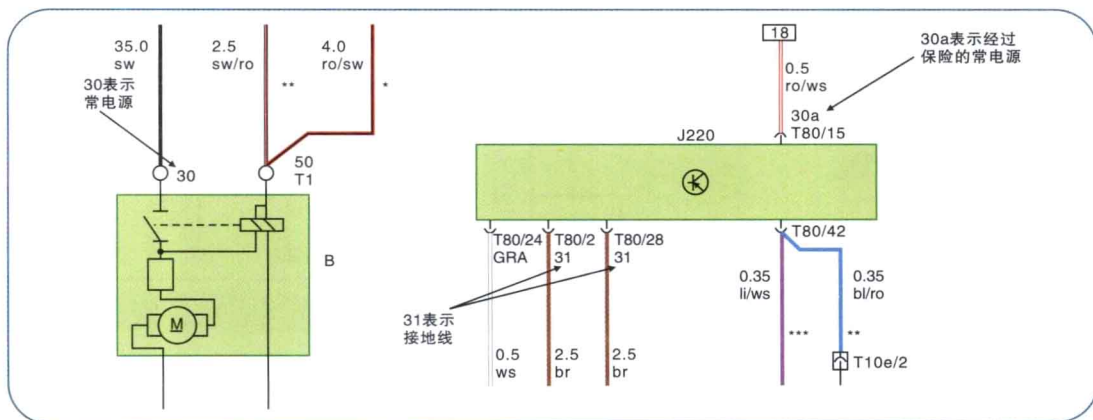 35.0
sw
2.5
sw/ro
**
4.0
ro/sw
*
30表示
常电源
30
50
T1
B
M
18
0.5
ro/ws
30a
T80/15
30a表示经过
保险的常电源
J220
T80/24
GRA
T80/2
31
T80/28
31
T80/42
31表示
接地线
0.5
ws
2.5
br
2.5
br
0.35
li/ws
***
0.35
bl/ro
**
T10e/2